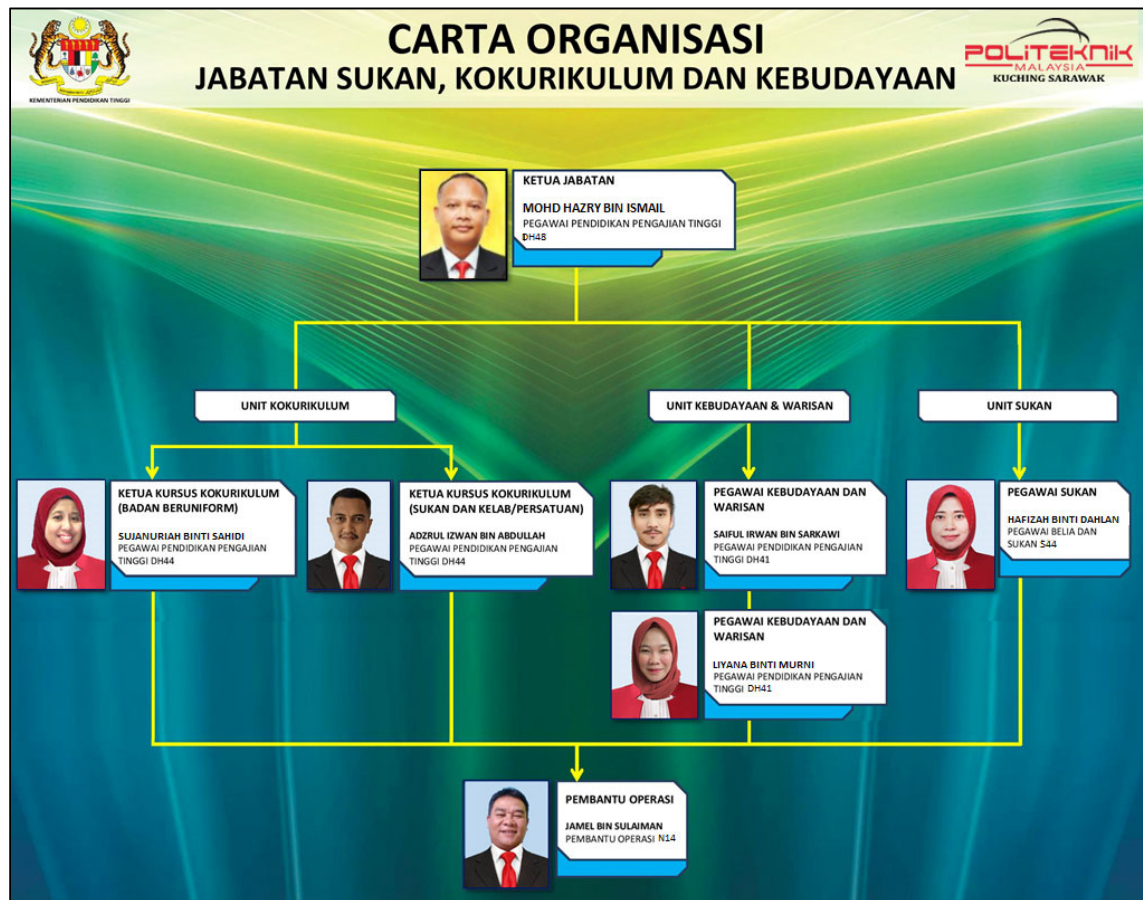 CARTA ORGANISASI
JABATAN SUKAN, KOKURIKULUM DAN KEBUDAYAAN
KEMENTERIAN PENDIDIKAN TINGGI
POLITEKNIK
MALAYSIA
KUCHING SARAWAK
KETUA JABATAN
MOHD HAZRY BIN ISMAIL
PEGAWAI PENDIDIKAN PENGAJIAN TINGGI
DH48
UNIT KOKURIKULUM
UNIT KEBUDAYAAN & WARISAN
UNIT SUKAN
KETUA KURSUS KOKURIKULUM
(BADAN BERUNIFORM)
SUJANURIAH BINTI SAHIDI
PEGAWAI PENDIDIKAN PENGAJIAN
TINGGI DH44
KETUA KURSUS KOKURIKULUM
(SUKAN DAN KELAB/PERSATUAN)
ADZRUL IZWAN BIN ABDULLAH
PEGAWAI PENDIDIKAN PENGAJIAN
TINGGI DH44
PEGAWAI KEBUDAYAAN DAN
WARISAN
SAIFUL IRWAN BIN SARKAWI
PEGAWAI PENDIDIKAN PENGAJIAN
TINGGI DH41
PEGAWAI SUKAN
HAFIZAH BINTI DAHLAN
PEGAWAI BELIA DAN
SUKAN S44
PEGAWAI KEBUDAYAAN DAN
WARISAN
LIYANA BINTI MURNI
PEGAWAI PENDIDIKAN PENGAJIAN
TINGGI DH41
PEMBANTU OPERASI
JAMEL BIN SULAIMAN
PEMBANTU OPERASI N14